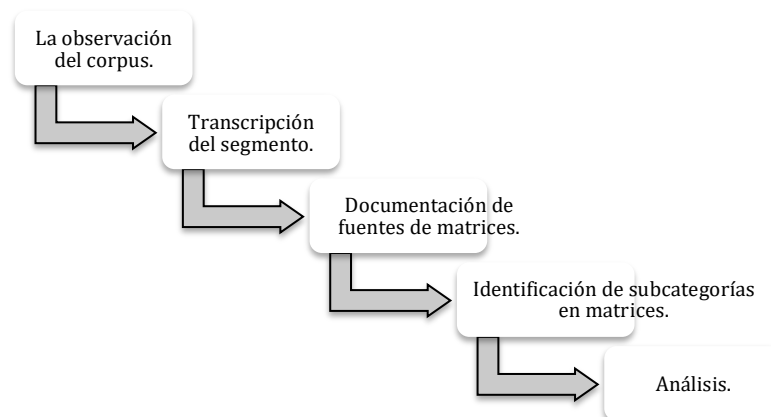 La observación
del corpus.
Transcripción
del segmento.
Documentación de
fuentes de matrices.
Identificación de subcategorías
en matrices.
Análisis.